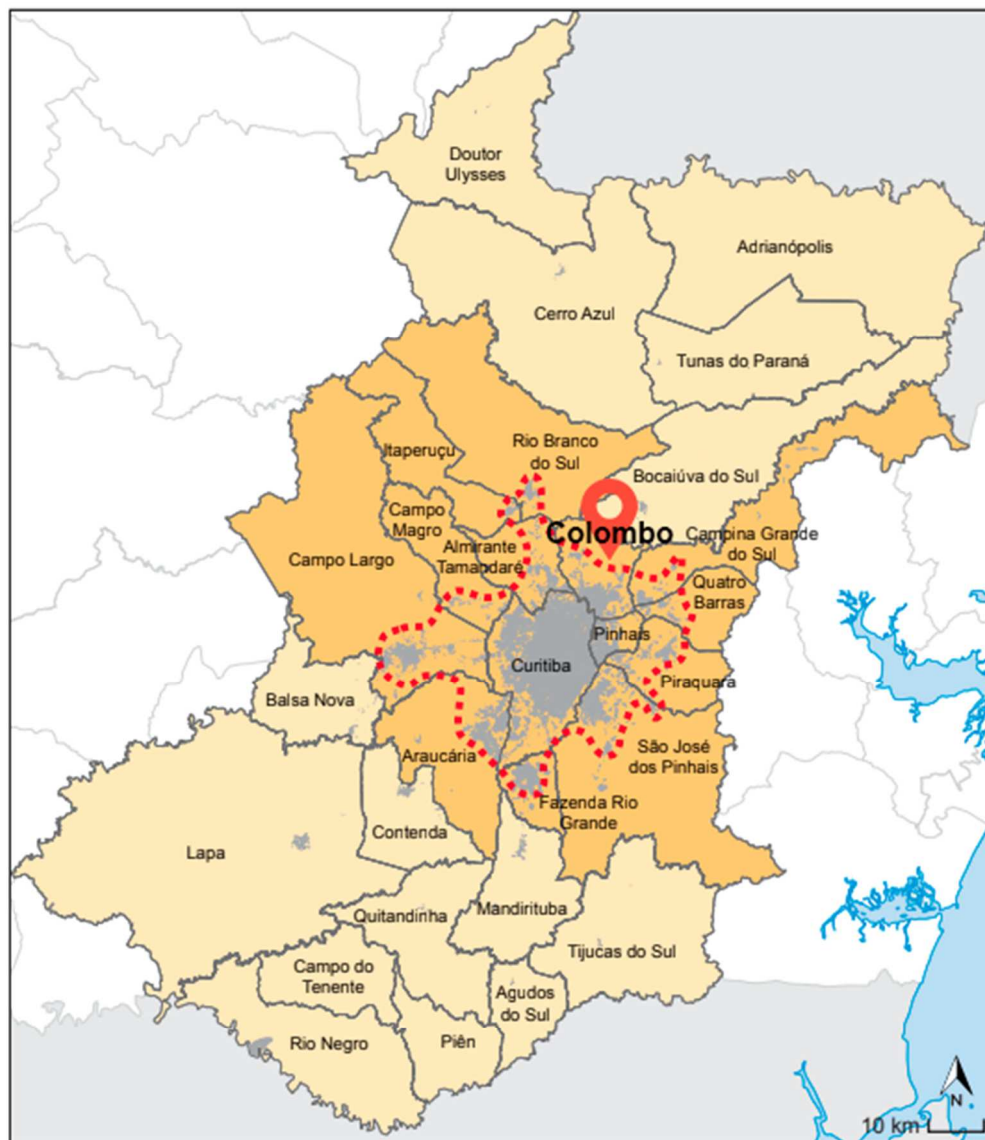 Doutor
Ulysses
Adrianópolis
Cerro Azul
Tunas do Paraná
Rio Branco
do Sul
Itaperuçu
Bocaiúva do Sul
Campo
Magro
Colombo
Campina Grande
do Sul
Almirante
Tamandaré
Campo Largo
Quatro
Barras
Pinhais
Curitiba
Piraquara
Balsa Nova
Araucária
São José
dos Pinhais
Fazenda Rio
Grande
Contenda
Lapa
Quitandinha
Mandirituba
Tijucas do Sul
Campo do
Tenente
Agudos
do Sul
Rio Negro
Piên
N
10 km